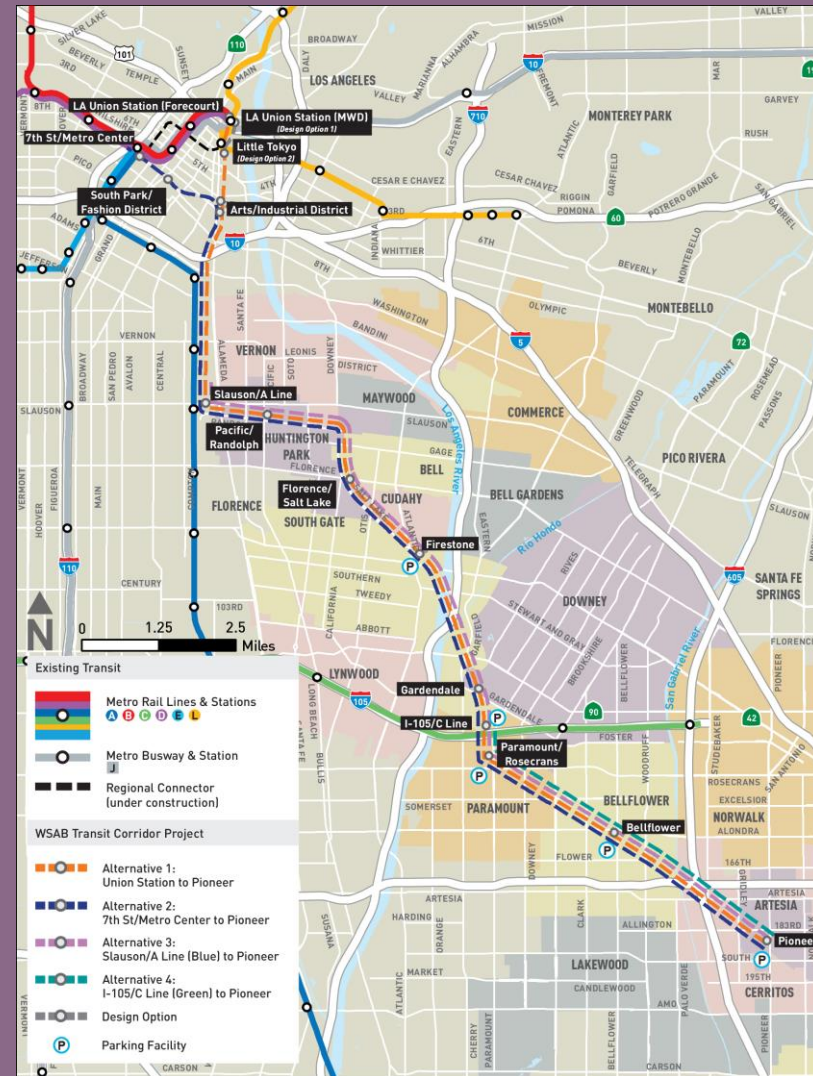 SILVER LAKE
BEVERLY
3RD
TEMPLE
101
SUNSET
110
MAIN
DALY
BROADWAY
LOS ANGELES
VALLEY
MARIANNA
ALHAMBRA
MISSION
VALLEY
10
FREMONT
MAR
710
EASTERN
ATLANTIC
GARFIELD
GARVEY
MONTEREY PARK
RUSH
8TH
VERMONT
HOOVER
WILSHIRE
6TH
PICO
5TH
4TH
LA Union Station (Forecourt)
LA Union Station (MWD)
(Design Option 1)
7th St/Metro Center
Little Tokyo
(Design Option 2)
South Park/
Fashion District
Arts/Industrial District
CESAR E CHAVEZ
CESAR CHAVEZ
RIGGIN
POMONA
POTRERO GRANDE
SAN GABRIEL
3RD
60
INDIANA
WHITTIER
6TH
BEVERLY
MONTEBELLO
ADAMS
JEFFERSON
GRAND
10
8TH
WASHINGTON
BANDINI
OLYMPIC
MONTEBELLO
5
72
PARAMOUNT
ROSEMEAD
PASSONS
SANTA FE
VERNON
VERNON
ALAMEDA
LEONIS
DISTRICT
SOTO
DOWNEY
BROADWAY
SAN PEDRO
AVALON
CENTRAL
SLAUSON
Slauson/A Line
Pacific/
Randolph
MAYWOOD
SLAUSON
COMMERCE
GREENWOOD
TELEGRAPH
PICO RIVERA
HUNTINGTON
PARK
GAGE
BELL
Los Angeles River
BELL GARDENS
FLORENCE
Florence/
Salt Lake
CUDAHY
ATLANTIC
OTIS
Rio Hondo
EASTERN
SLAUSON
VERMONT
HOOVER
FIGUEROA
MAIN
COMPTON
FLORENCE
SOUTH GATE
Firestone
P
RIVES
605
SANTA FE
SPRINGS
110
CENTURY
103RD
SOUTHERN
TWEEDY
CALIFORNIA
ABBOTT
GARFIELD
DOWNEY
STEWART AND GRAY
BROOKSHIRE
BELLFLOWER
San Gabriel River
PIONEER
FLORENCE
N
0 1.25 2.5
Miles
LYNWOOD
105
LONG BEACH
SANTA FE
BULLIS
Gardendale
GARDENDALE
I-105/C Line
P
90
42
FOSTER
WOODRUFF
STUDEBAKER
SAN ANTONIO
Paramount/
Rosecrans
P
ROSECRANS
EXCELSIOR
SOMERSET
PARAMOUNT
BELLFLOWER
NORWALK
ALONDRA
Bellflower
P
DOWNEY
FLOWER
166TH
GRIDLEY
ARTESIA
ARTESIA
ARTESIA
183RD
HARDING
ORANGE
CLARK
ALLINGTON
Pioneer
P
SOUTH
195TH
SUSANA
ATLANTIC
MARKET
LAKEWOOD
CANDLEWOOD
PALO VERDE
CERRITOS
AMO
CHERRY
PARAMOUNT
BELLFLOWER
PIONEER
CARSON
CARSON
CARSON
Existing Transit
Metro Rail Lines & Stations
A B C D E L
Metro Busway & Station
J
Regional Connector
(under construction)
WSAB Transit Corridor Project
Alternative 1:
Union Station to Pioneer
Alternative 2:
7th St/Metro Center to Pioneer
Alternative 3:
Slauson/A Line (Blue) to Pioneer
Alternative 4:
I-105/C Line (Green) to Pioneer
Design Option
P Parking Facility